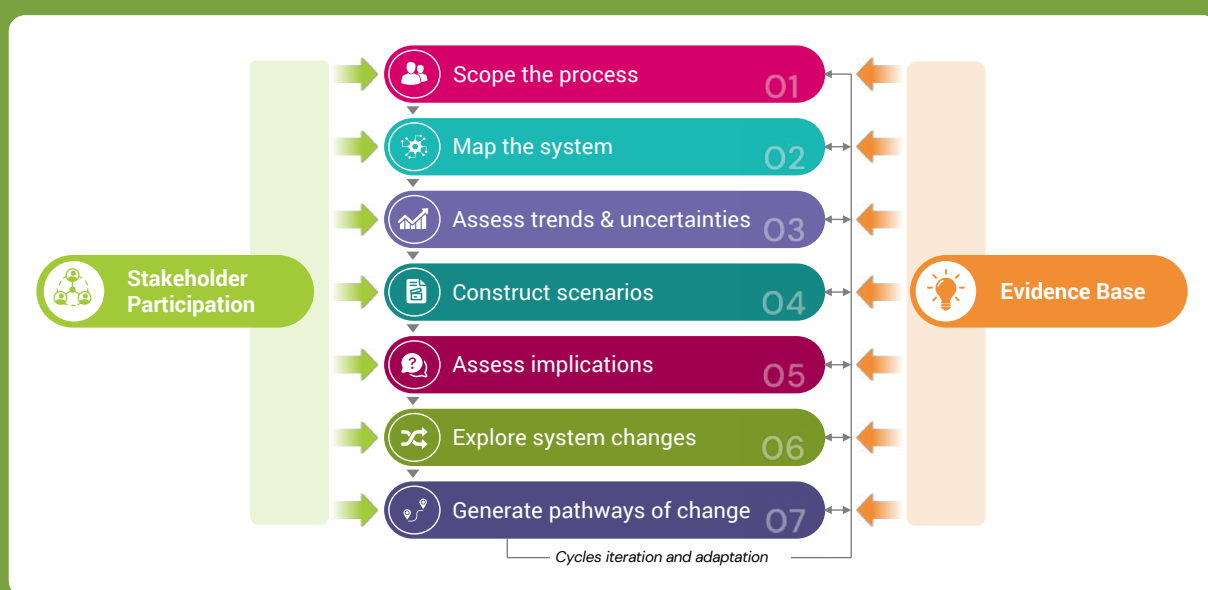 Scope the process 01
Map the system 02
Assess trends & uncertainties 03
Construct scenarios 04
Assess implications 05
Explore system changes 06
Generate pathways of change 07
Cycles iteration and adaptation
Stakeholder
Participation
Evidence Base